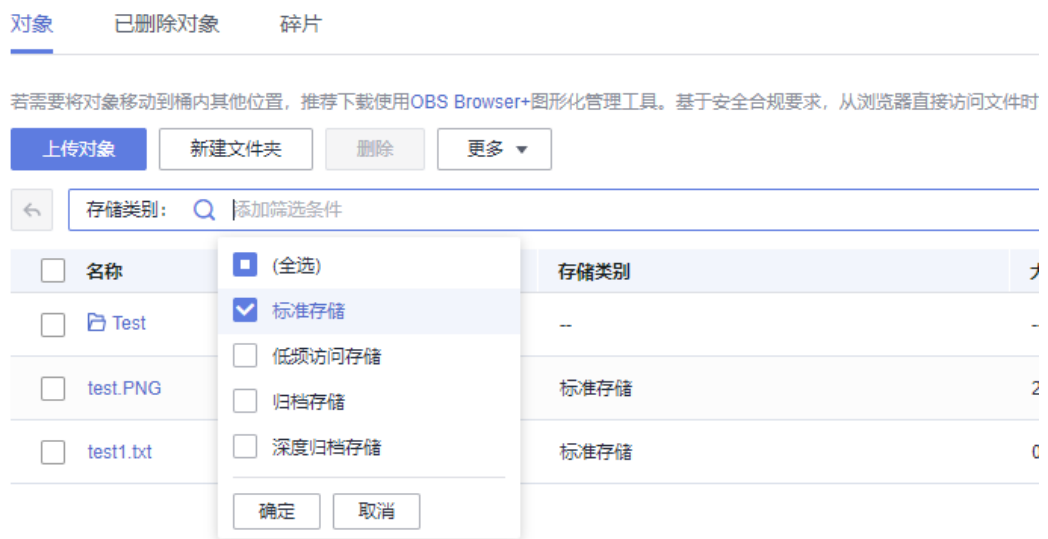 对象 已删除对象 碎片
若需要将对象移动到桶内其他位置，推荐下载使用OBS Browser+图形化管理工具。基于安全合规要求，从浏览器直接访问文件时
上传对象 新建文件夹 删除 更多
存储类别： 添加筛选条件
名称 (全选) 存储类别
标准存储
Test --
低频访问存储
test.PNG 标准存储
归档存储
深度归档存储
test1.txt 标准存储
确定 取消